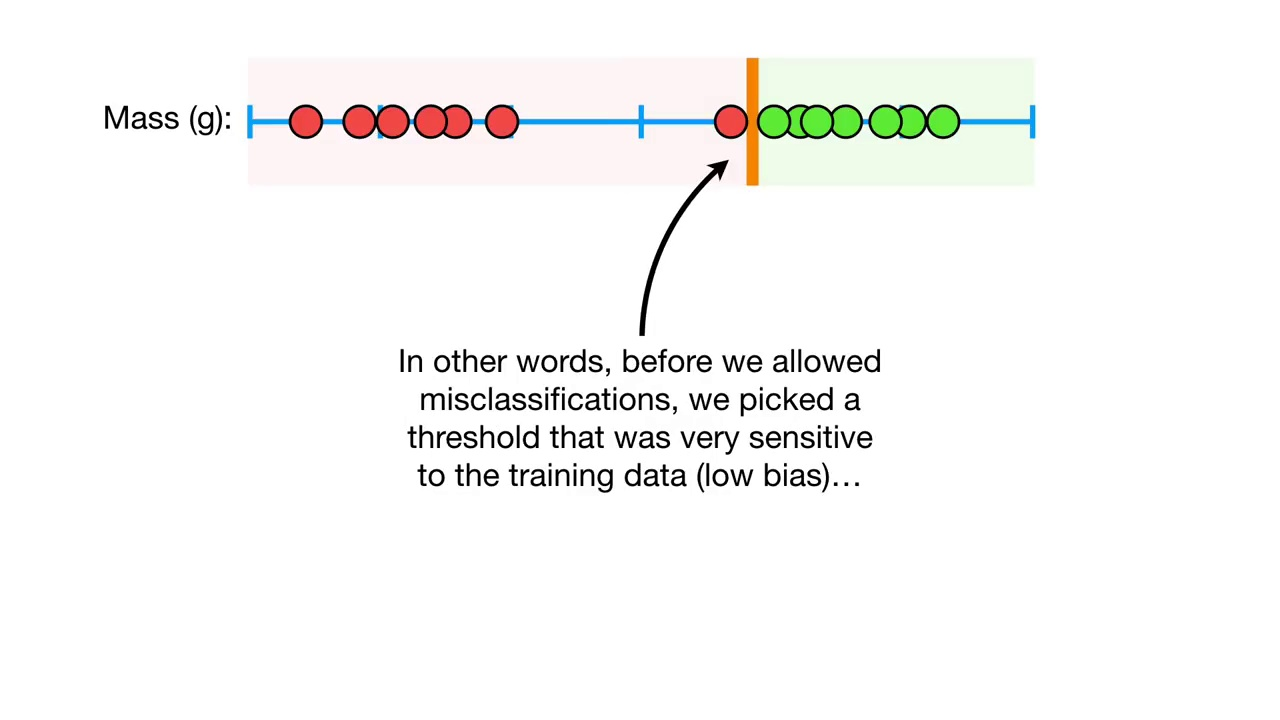 Mass (g):
In other words, before we allowed
misclassifications, we picked a
threshold that was very sensitive
to the training data (low bias)…